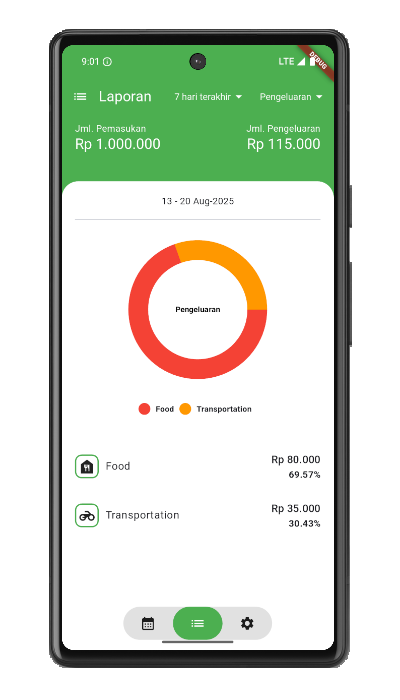 9:01
LTE
DEBUG
Laporan
7 hari terakhir
Pengeluaran
Jml. Pemasukan
Jml. Pengeluaran
Rp 1.000.000
Rp 115.000
13 - 20 Aug-2025
Pengeluaran
Food
Transportation
Food
Rp 80.000
69.57%
Transportation
Rp 35.000
30.43%